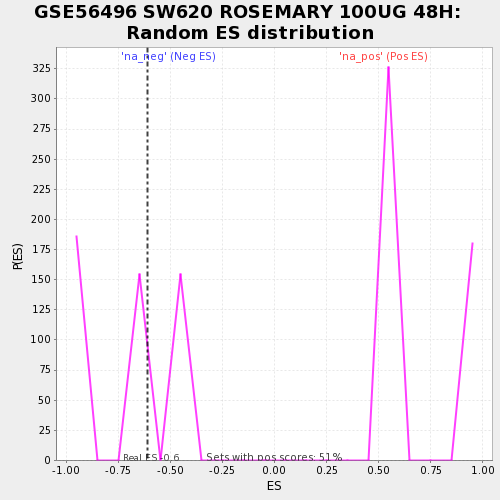 GSE56496 SW620 ROSEMARY 100UG 48H:
Random ES distribution
'na_neg' (Neg ES)
'na_pos' (Pos ES)
325
300
275
250
225
200
175
150
125
100
75
50
25
0
P(ES)
Real ES -0.6
Sets with pos scores: 51%
-1.00 -0.75 -0.50 -0.25 0.00 0.25 0.50 0.75 1.00
ES